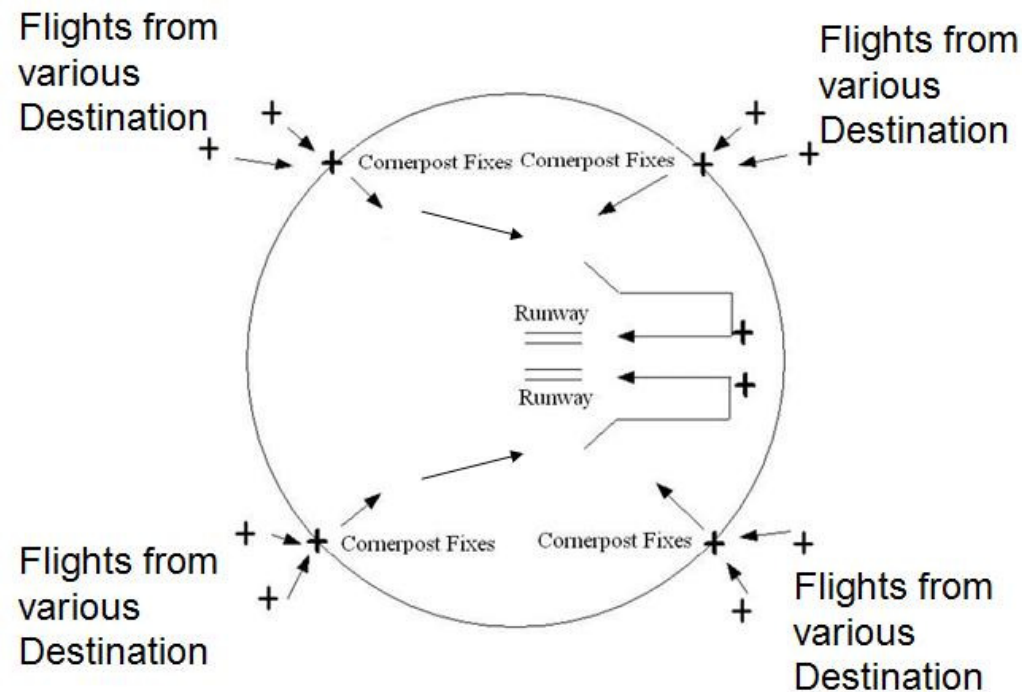 Flights from
various
Destination
Flights from
various
Destination
Cornerpost Fixes
Cornerpost Fixes
Runway
Runway
Cornerpost Fixes
Cornerpost Fixes
Flights from
various
Destination
Flights from
various
Destination